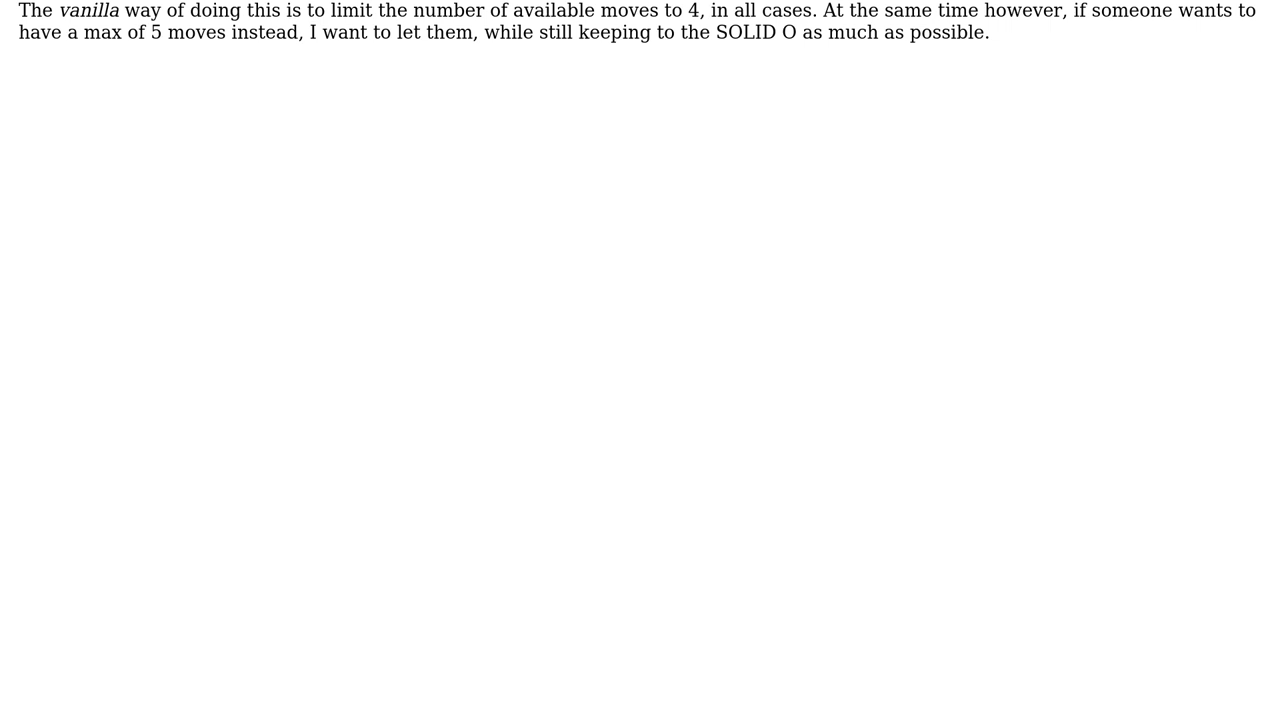 The vanilla way of doing this is to limit the number of available moves to 4, in all cases. At the same time however, if someone wants to
have a max of 5 moves instead, I want to let them, while still keeping to the SOLID O as much as possible.